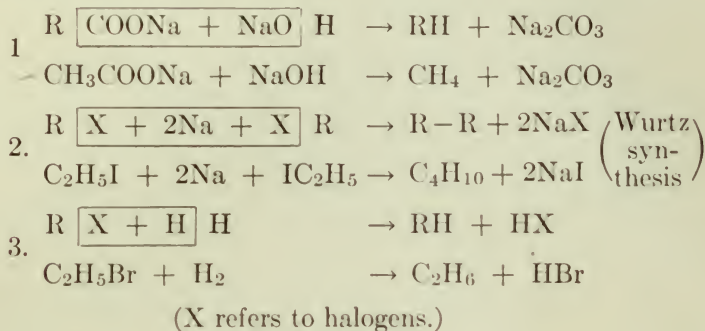 1 R COONa + NaO H → RH + Na₂CO₃
CH₃COONa + NaOH → CH₄ + Na₂CO₃
2. R X + 2Na + X R → R−R + 2NaX (Wurtz syn-thesis)
C₂H₅I + 2Na + IC₂H₅ → C₄H₁₀ + 2NaI
3. R X + H H → RH + HX
C₂H₅Br + H₂ → C₂H₆ + HBr
(X refers to halogens.)